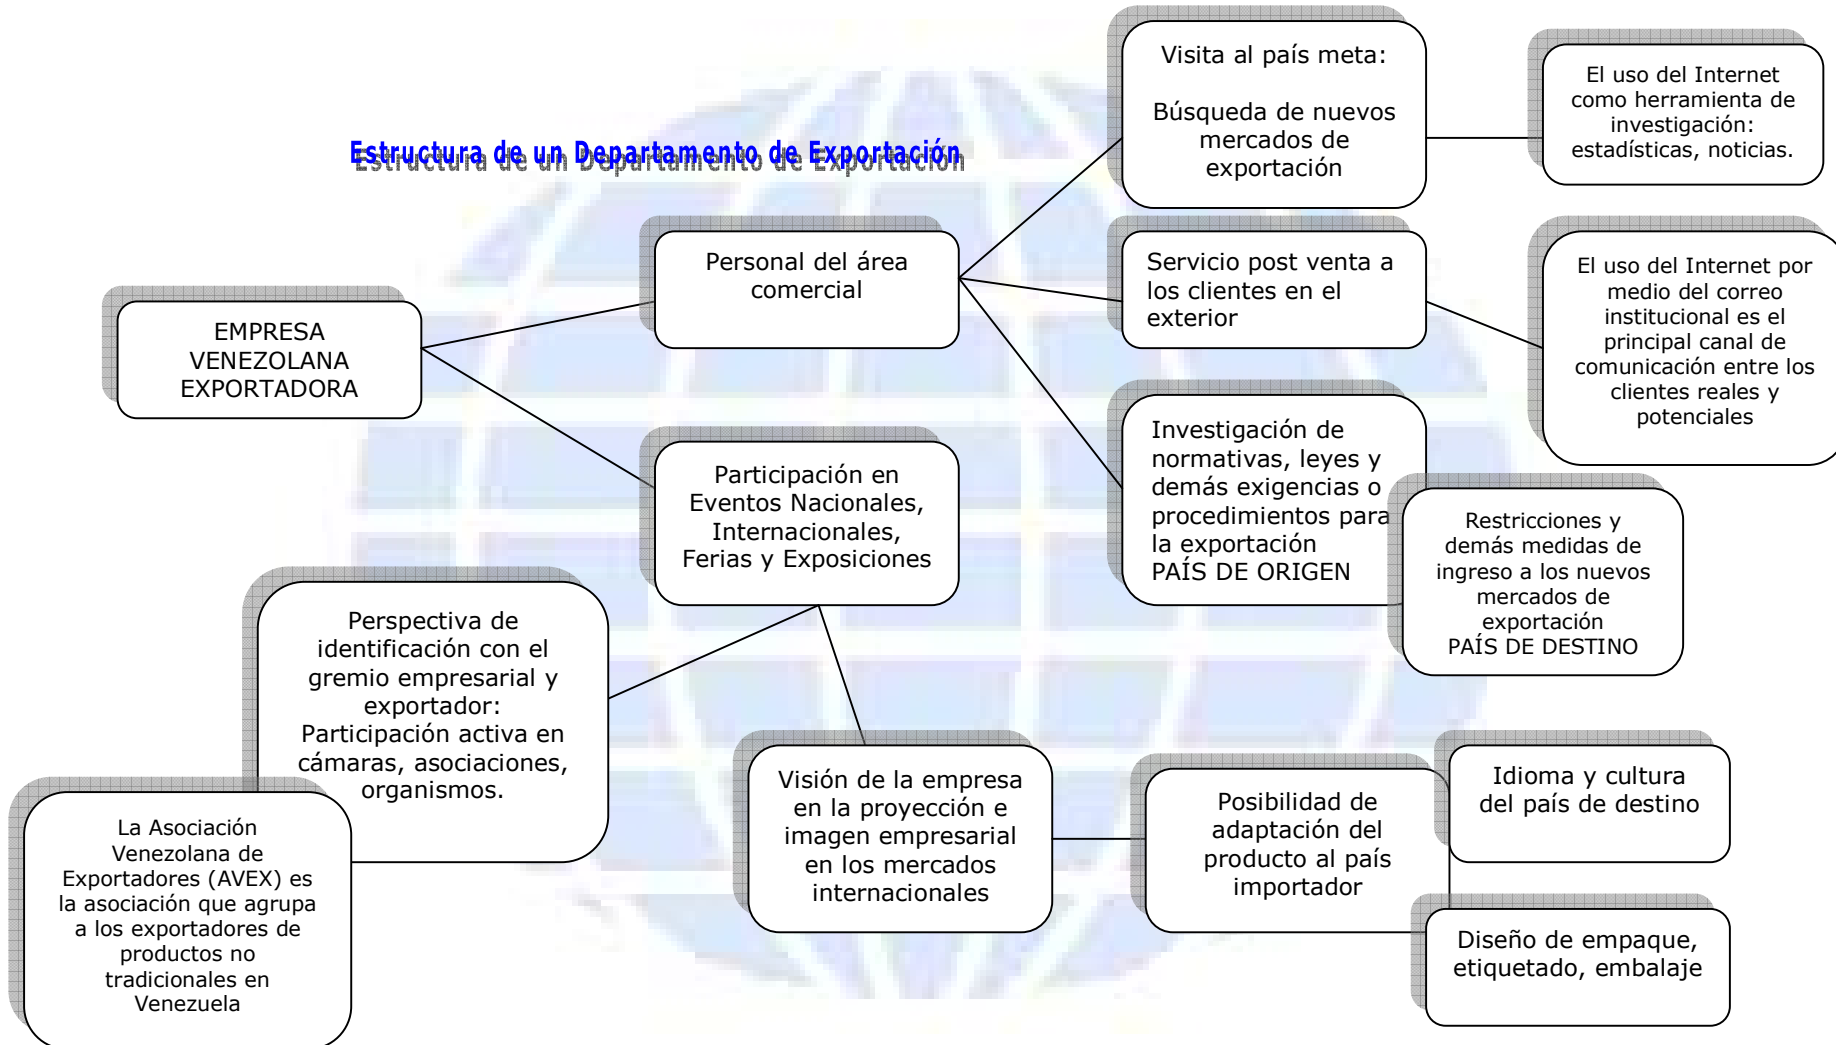 Estructura de un Departamento de Exportación
EMPRESA
VENEZOLANA
EXPORTADORA
Personal del área
comercial
Visita al país meta:
Búsqueda de nuevos
mercados de
exportación
El uso del Internet
como herramienta de
investigación:
estadísticas, noticias.
Servicio post venta a
los clientes en el
exterior
El uso del Internet por
medio del correo
institucional es el
principal canal de
comunicación entre los
clientes reales y
potenciales
Investigación de
normativas, leyes y
demás exigencias o
procedimientos para
la exportación
PAÍS DE ORIGEN
Restricciones y
demás medidas de
ingreso a los nuevos
mercados de
exportación
PAÍS DE DESTINO
Participación en
Eventos Nacionales,
Internacionales,
Ferias y Exposiciones
Perspectiva de
identificación con el
gremio empresarial y
exportador:
Participación activa en
cámaras, asociaciones,
organismos.
La Asociación
Venezolana de
Exportadores (AVEX) es
la asociación que agrupa
a los exportadores de
productos no
tradicionales en
Venezuela
Visión de la empresa
en la proyección e
imagen empresarial
en los mercados
internacionales
Posibilidad de
adaptación del
producto al país
importador
Idioma y cultura
del país de destino
Diseño de empaque,
etiquetado, embalaje